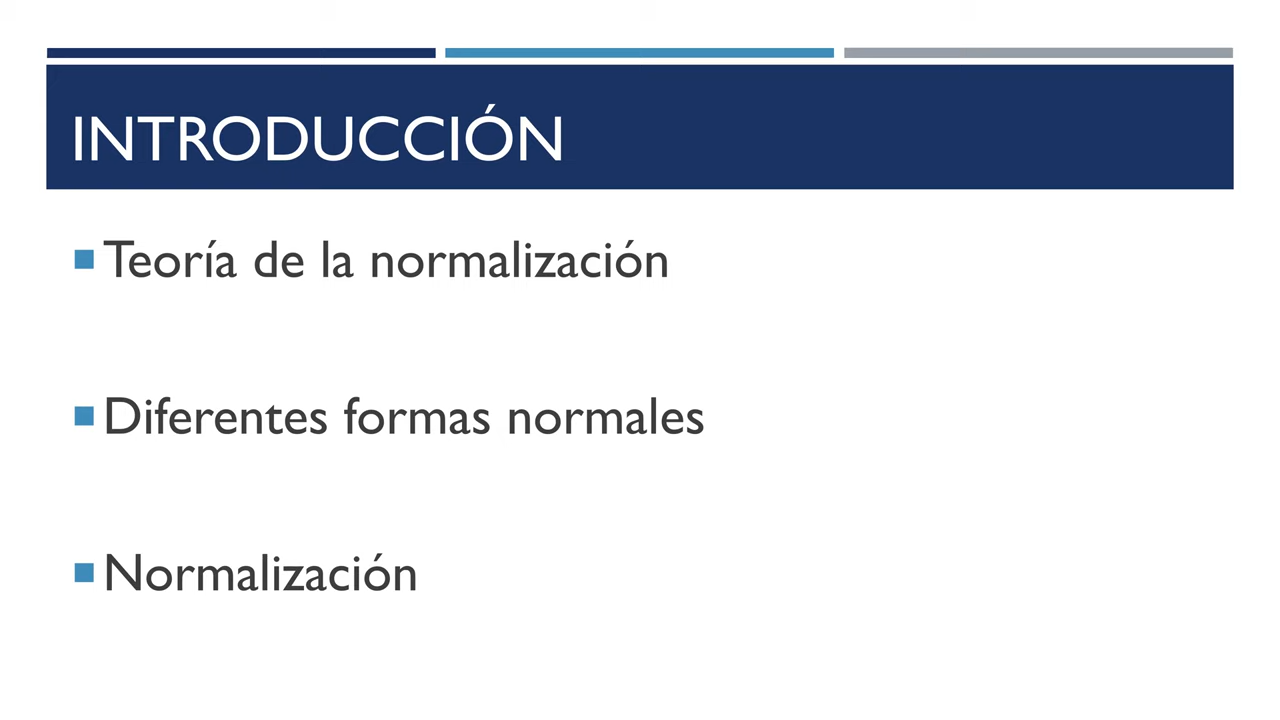 INTRODUCCIÓN
Teoría de la normalización
Diferentes formas normales
Normalización